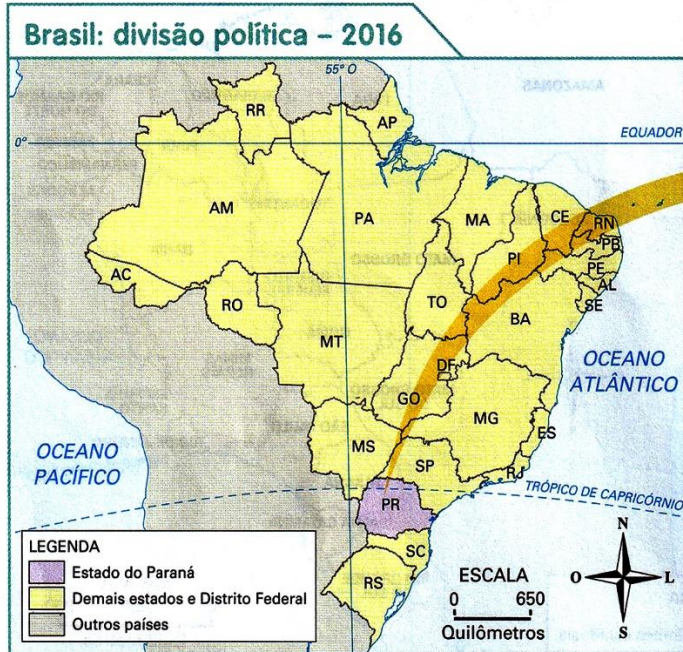 Brasil: divisão política – 2016
55° O
RR
AP
EQUADOR
0°
AM
PA
MA
CE
RN
PB
PI
PE
AC
AL
TO
SE
RO
BA
MT
DF
OCEANO
ATLÂNTICO
GO
MG
ES
OCEANO
PACÍFICO
MS
SP
RJ
TRÓPICO DE CAPRICÓRNIO
PR
SC
RS
LEGENDA
Estado do Paraná
Demais estados e Distrito Federal
Outros países
ESCALA
0 650
Quilômetros
N
O L
S